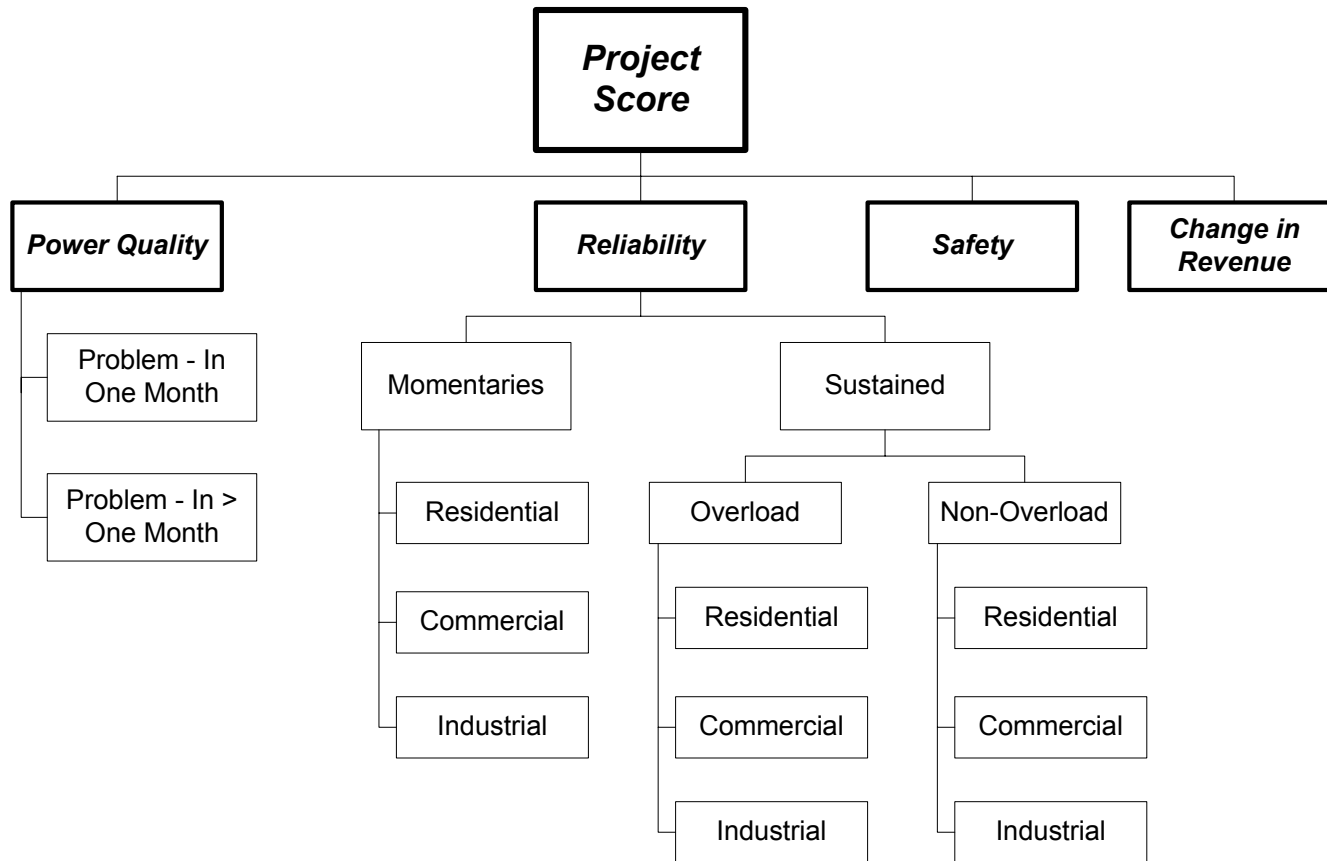 Project
Score
Power Quality
Reliability
Safety
Change in
Revenue
Problem - In
One Month
Problem - In >
One Month
Momentaries
Residential
Commercial
Industrial
Sustained
Overload
Residential
Commercial
Industrial
Non-Overload
Residential
Commercial
Industrial